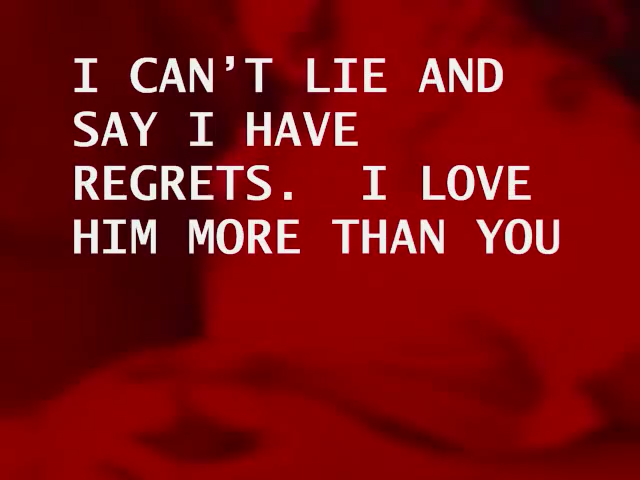 I CAN’T LIE AND
SAY I HAVE
REGRETS.  I LOVE
HIM MORE THAN YOU